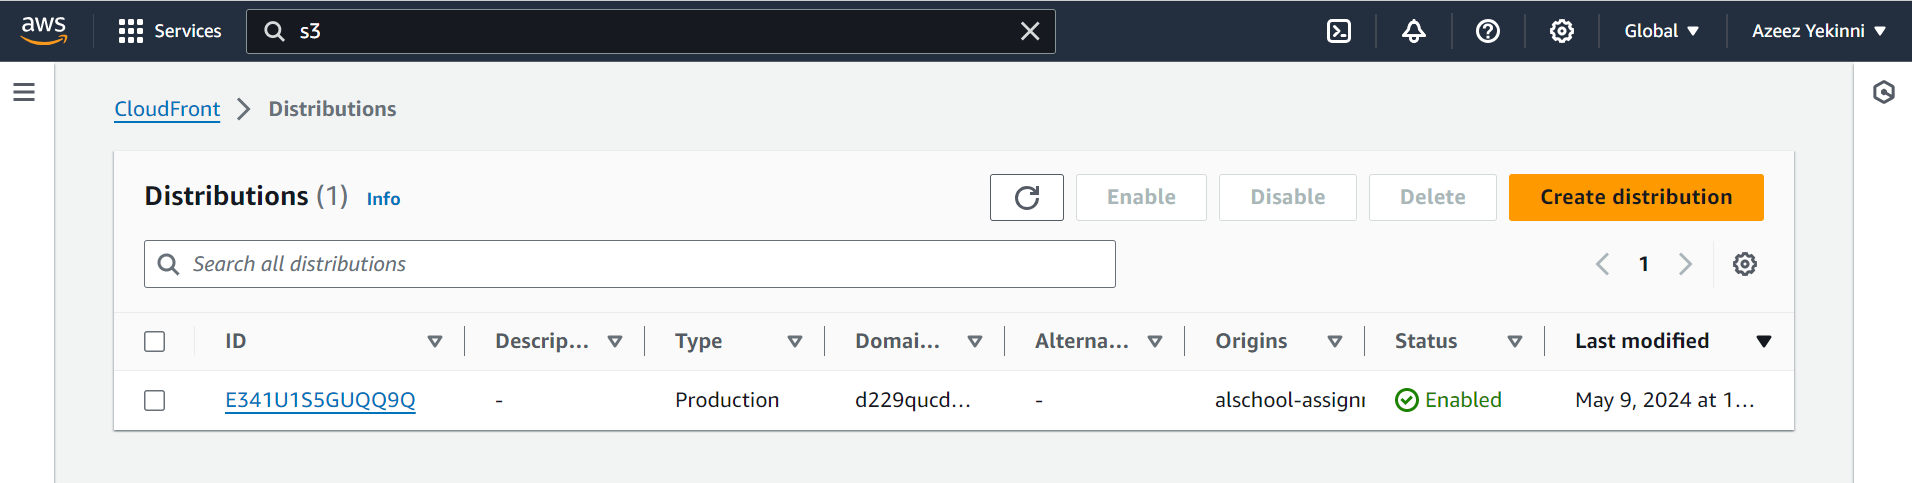 aws Services s3 Global Azeez Yekinni
CloudFront > Distributions
Distributions (1) Info Enable Disable Delete Create distribution
Search all distributions 1
ID Descrip... Type Domai... Alterna... Origins Status Last modified
E341U1S5GUQQ9Q - Production d229qucd... - alschool-assignm Enabled May 9, 2024 at 1...